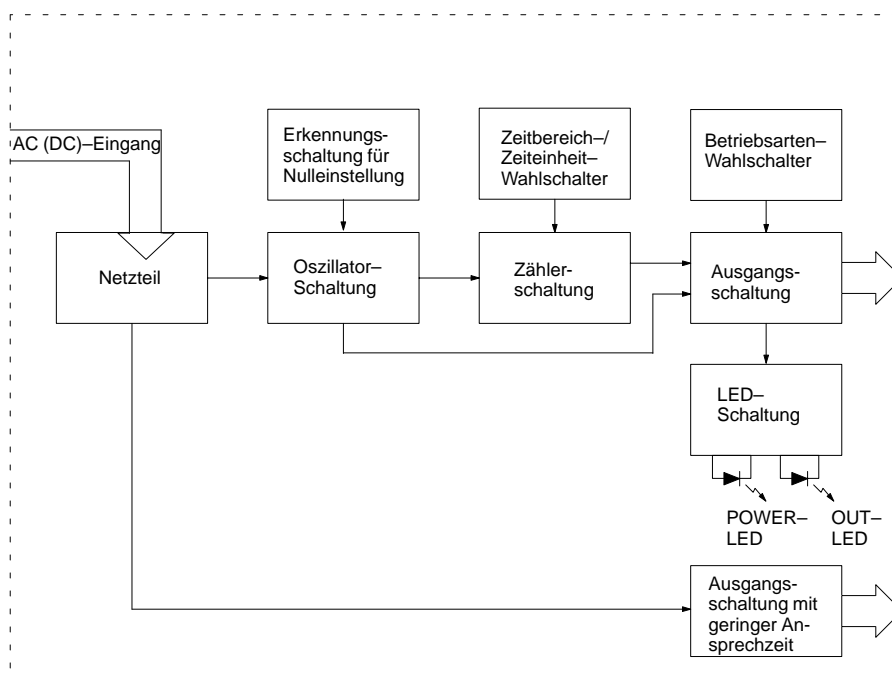 AC (DC)–Eingang
Erkennungs-
schaltung für
Nulleinstellung
Zeitbereich–/
Zeiteinheit–
Wahlschalter
Betriebsarten–
Wahlschalter
Netzteil
Oszillator–
Schaltung
Zähler-
schaltung
Ausgangs-
schaltung
LED–
Schaltung
POWER–
LED
OUT–
LED
Ausgangs-
schaltung mit
geringer An-
sprechzeit